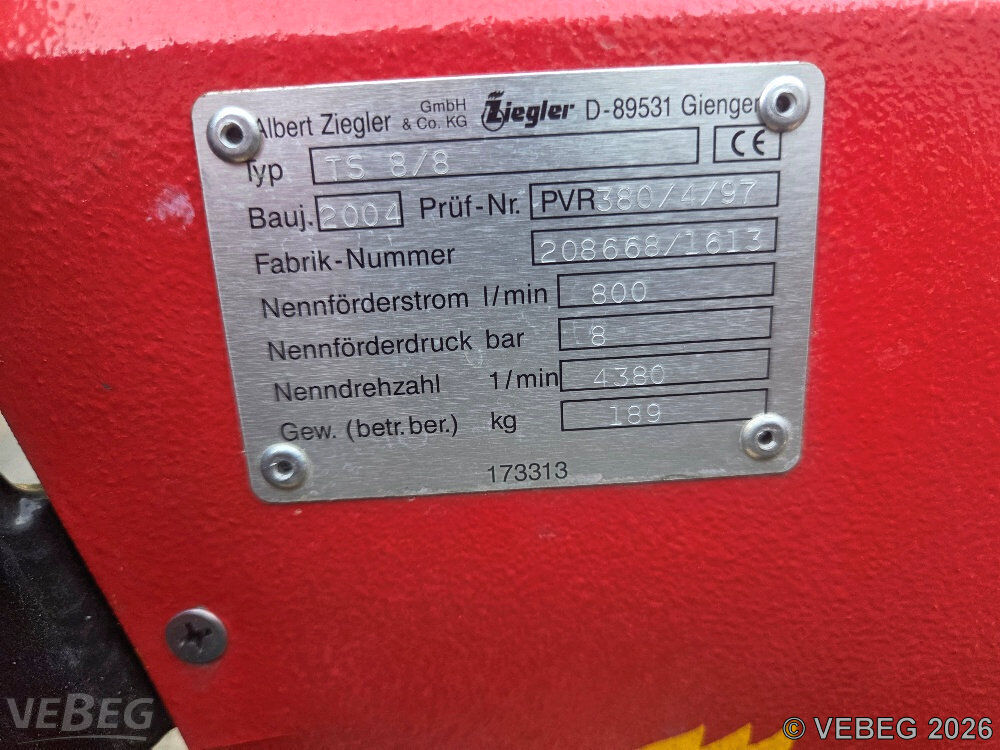 Albert Ziegler GmbH & Co. KG Ziegler D-89531 Giengen
Typ TS 8/8 CE
Bauj. 2004 Prüf-Nr. PVR380/4/97
Fabrik-Nummer 208668/1613
Nennförderstrom l/min 800
Nennförderdruck bar 8
Nenndrehzahl 1/min 4380
Gew. (betr.ber.) kg 189
173313
VEBEG
© VEBEG 2026